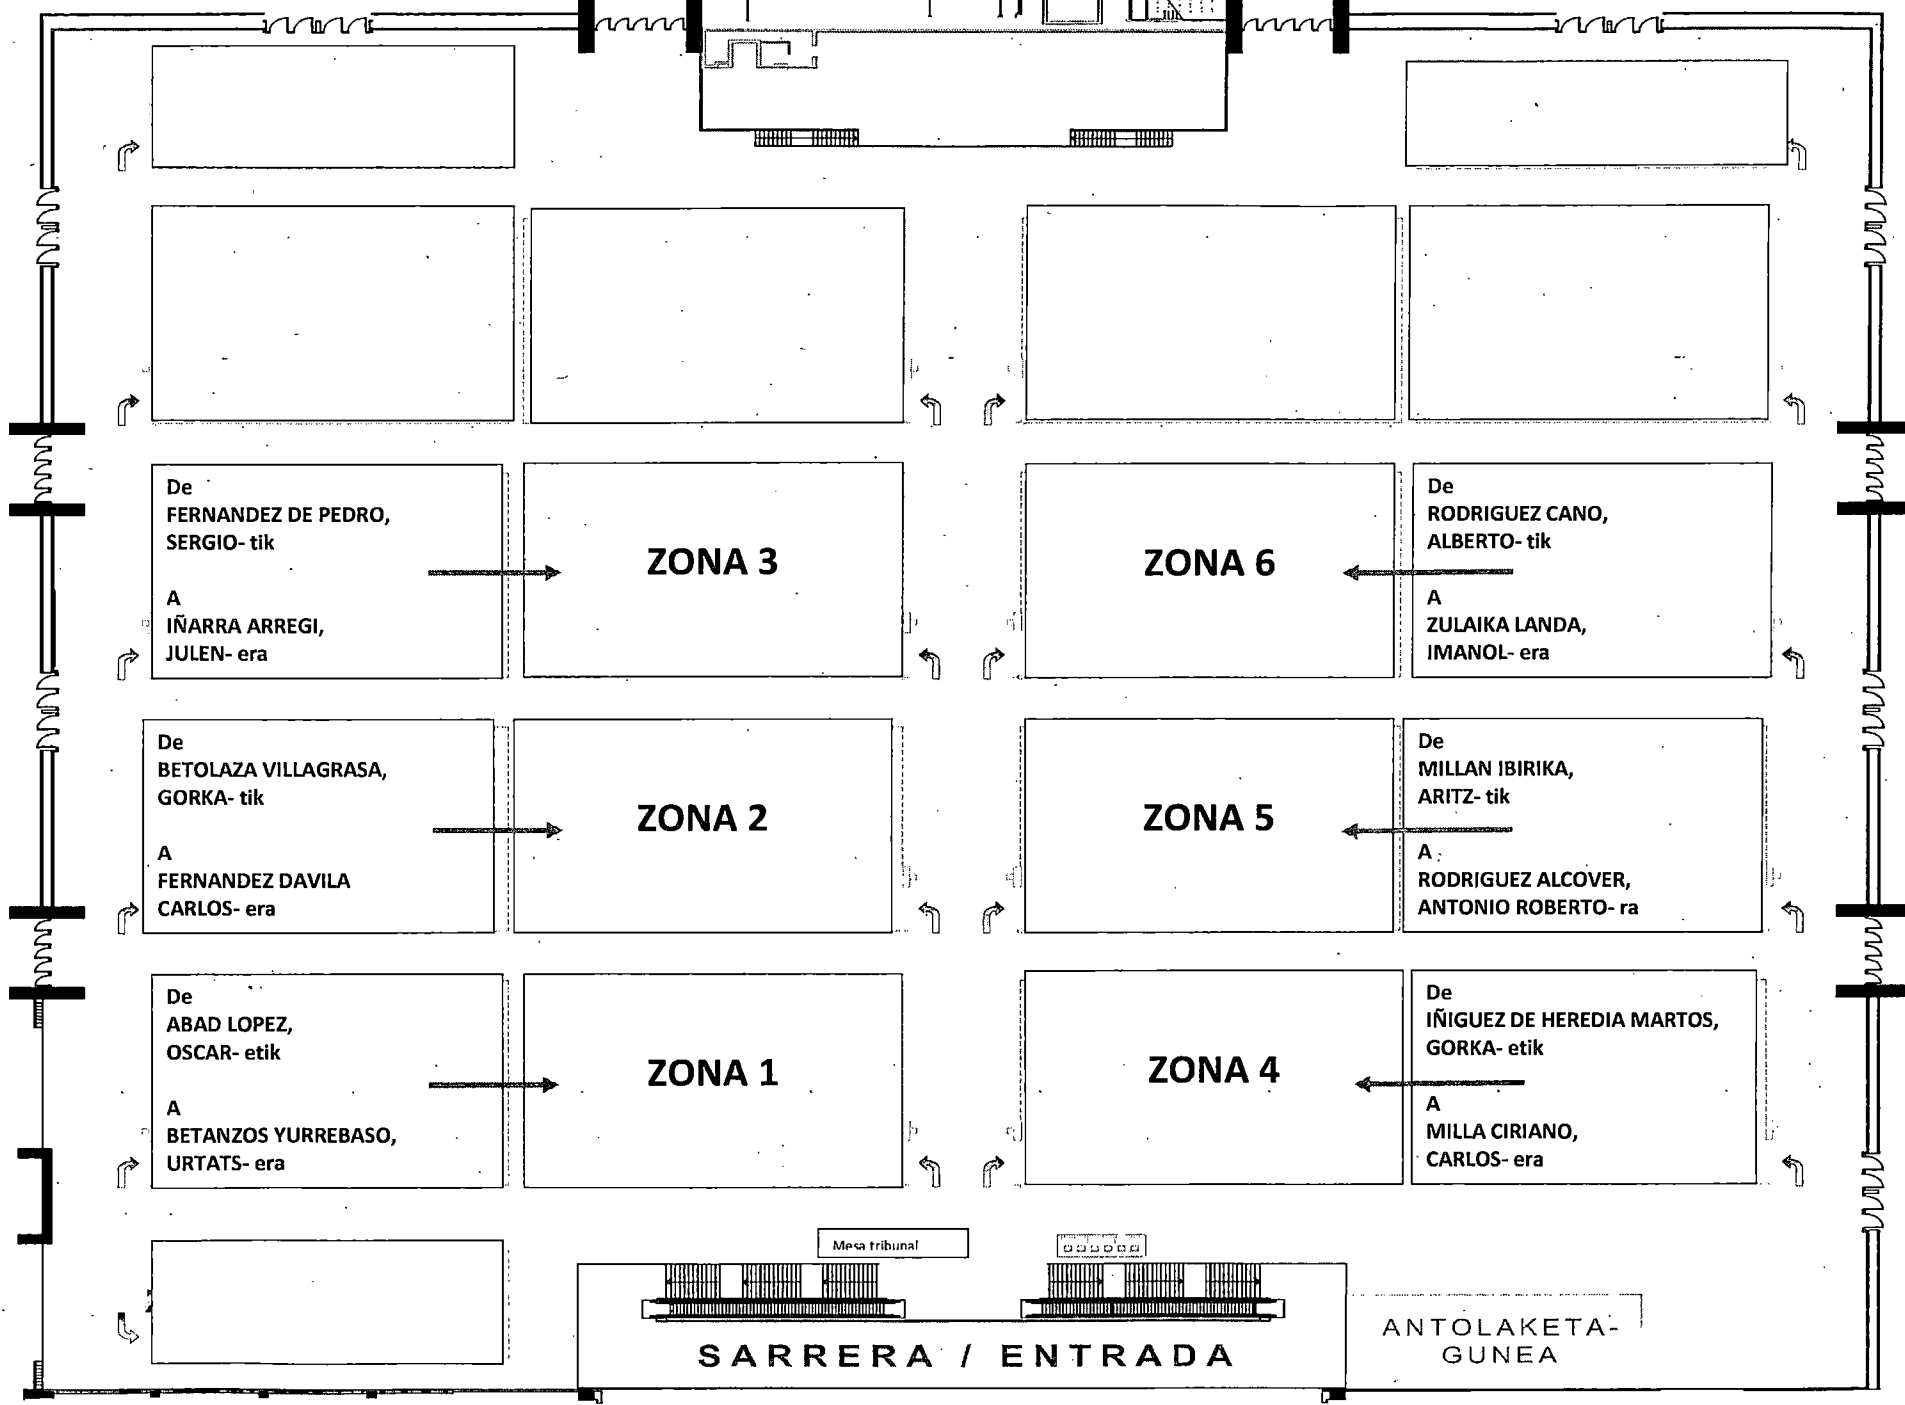 De
FERNANDEZ DE PEDRO,
SERGIO- tik
A
IÑARRA ARREGI,
JULEN- era
ZONA 3
ZONA 6
De
RODRIGUEZ CANO,
ALBERTO- tik
A
ZULAIKA LANDA,
IMANOL- era
De
BETOLAZA VILLAGRASA,
GORKA- tik
A
FERNANDEZ DAVILA
CARLOS- era
ZONA 2
ZONA 5
De
MILLAN IBIRIKA,
ARITZ- tik
A
RODRIGUEZ ALCOVER,
ANTONIO ROBERTO- ra
De
ABAD LOPEZ,
OSCAR- etik
A
BETANZOS YURREBASO,
URTATS- era
ZONA 1
ZONA 4
De
IÑIGUEZ DE HEREDIA MARTOS,
GORKA- etik
A
MILLA CIRIANO,
CARLOS- era
Mesa tribunal
SARRERA / ENTRADA
ANTOLAKETA-
GUNEA